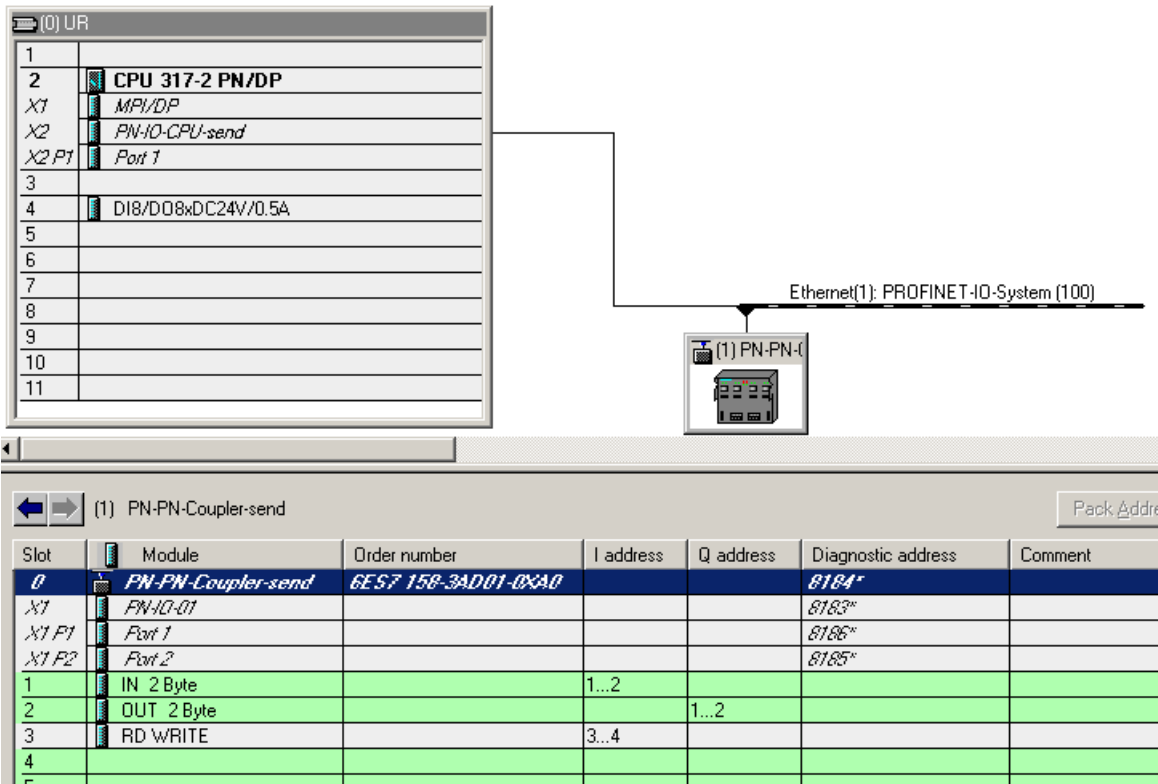 (0) UR
1
2 CPU 317-2 PN/DP
X1 MPI/DP
X2 PN-IO-CPU-send
X2 P1 Port 1
3
4 DI8/DO8xDC24V/0.5A
5
6
7
8
9
10
11
Ethernet(1): PROFINET-IO-System (100)
(1) PN-PN-(
(1) PN-PN-Coupler-send
Pack Addre
Slot Module Order number I address Q address Diagnostic address Comment
0 PN-PN-Coupler-send 6ES7 158-3AD01-0XA0 8184*
X1 PN-IO-01 8183*
X1 P1 Port 1 8186*
X1 P2 Port 2 8185*
1 IN 2 Byte 1...2
2 OUT 2 Byte 1...2
3 RD WRITE 3...4
4